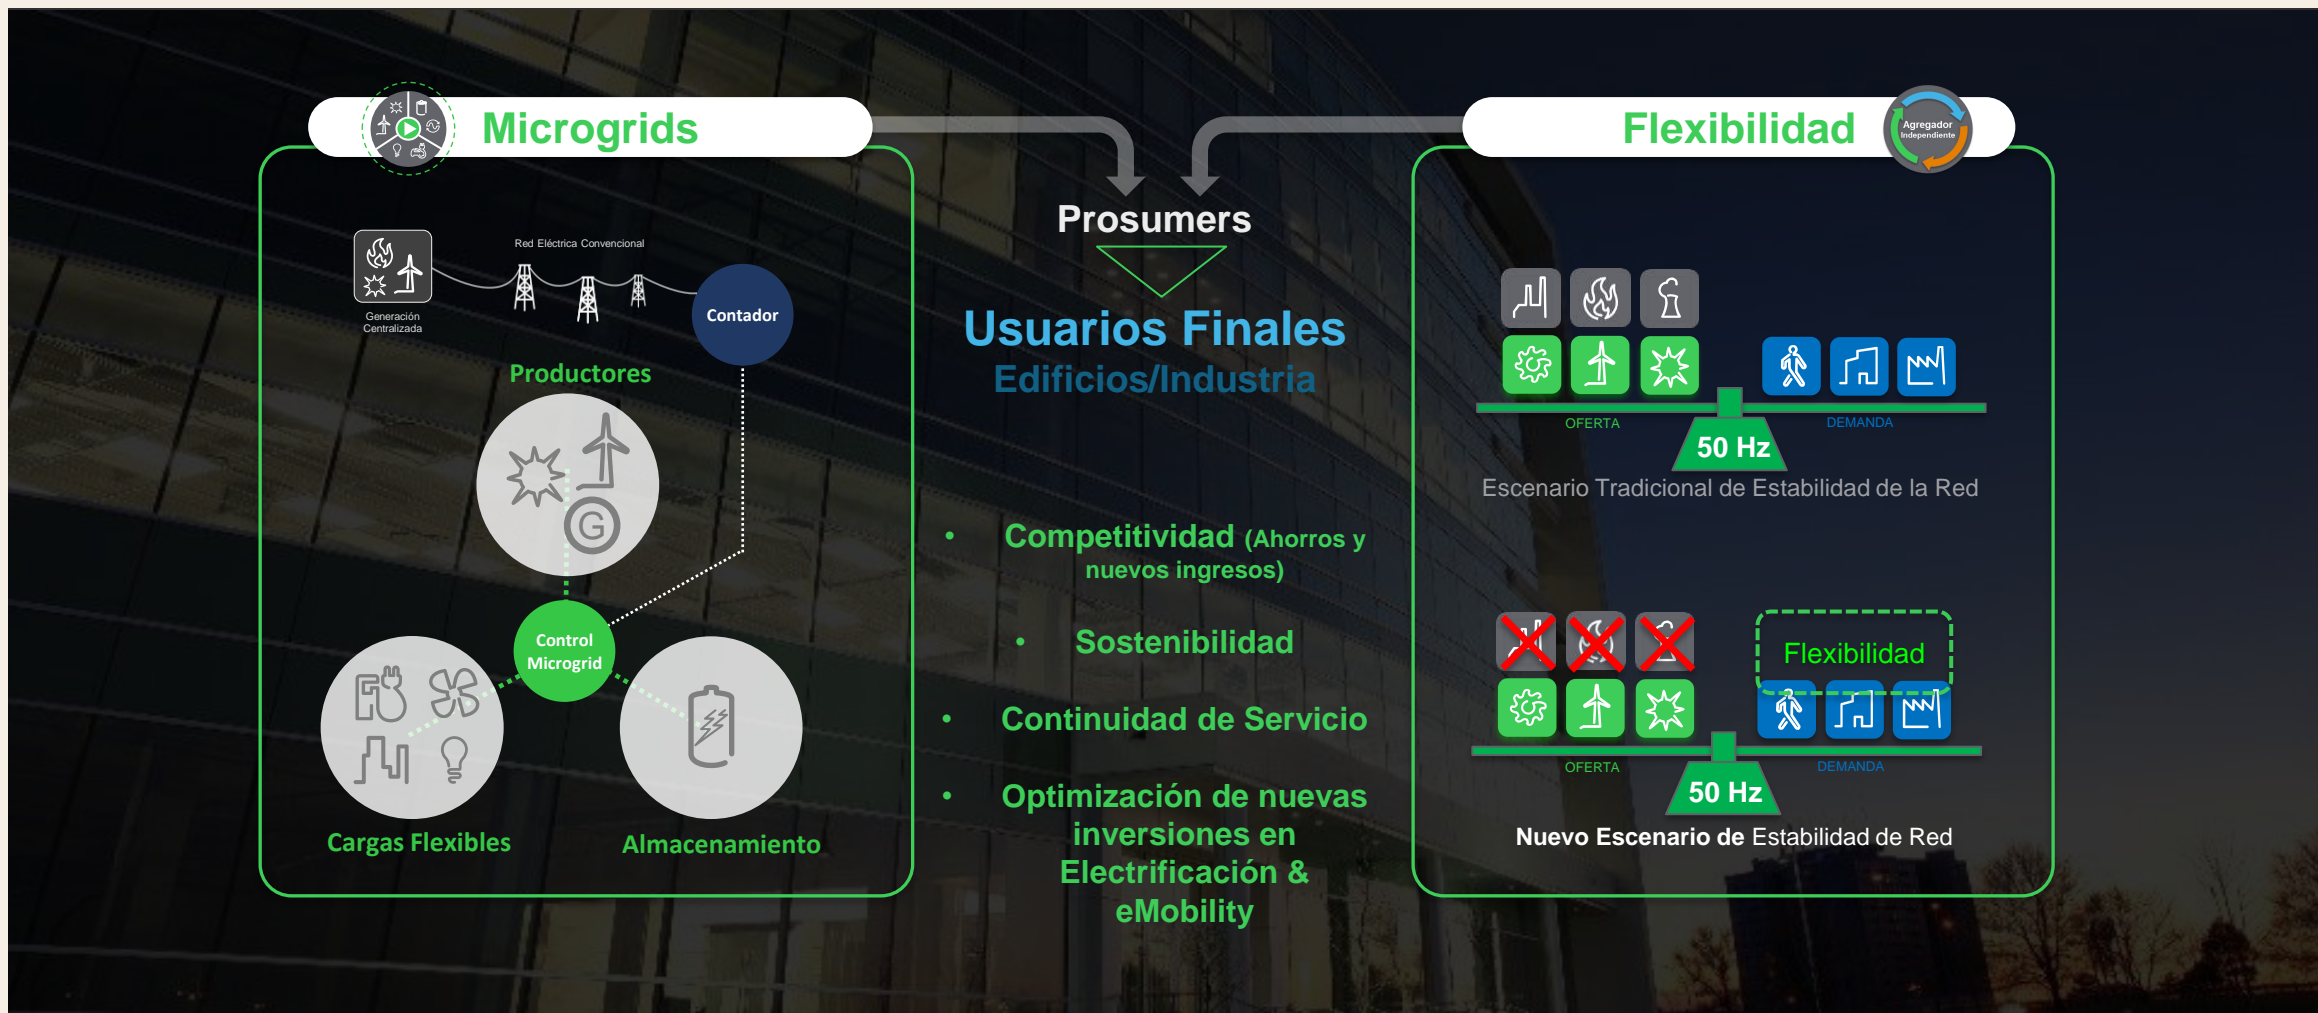 Microgrids
Red Eléctrica Convencional
Generación
Centralizada
Contador
Productores
G
Control
Microgrid
Cargas Flexibles
Almacenamiento
Prosumers
Usuarios Finales
Edificios/Industria
• Competitividad (Ahorros y
nuevos ingresos)
• Sostenibilidad
• Continuidad de Servicio
• Optimización de nuevas
inversiones en
Electrificación &
eMobility
Flexibilidad
Agregador
Independiente
OFERTA
DEMANDA
50 Hz
Escenario Tradicional de Estabilidad de la Red
Flexibilidad
OFERTA
DEMANDA
50 Hz
Nuevo Escenario de Estabilidad de Red